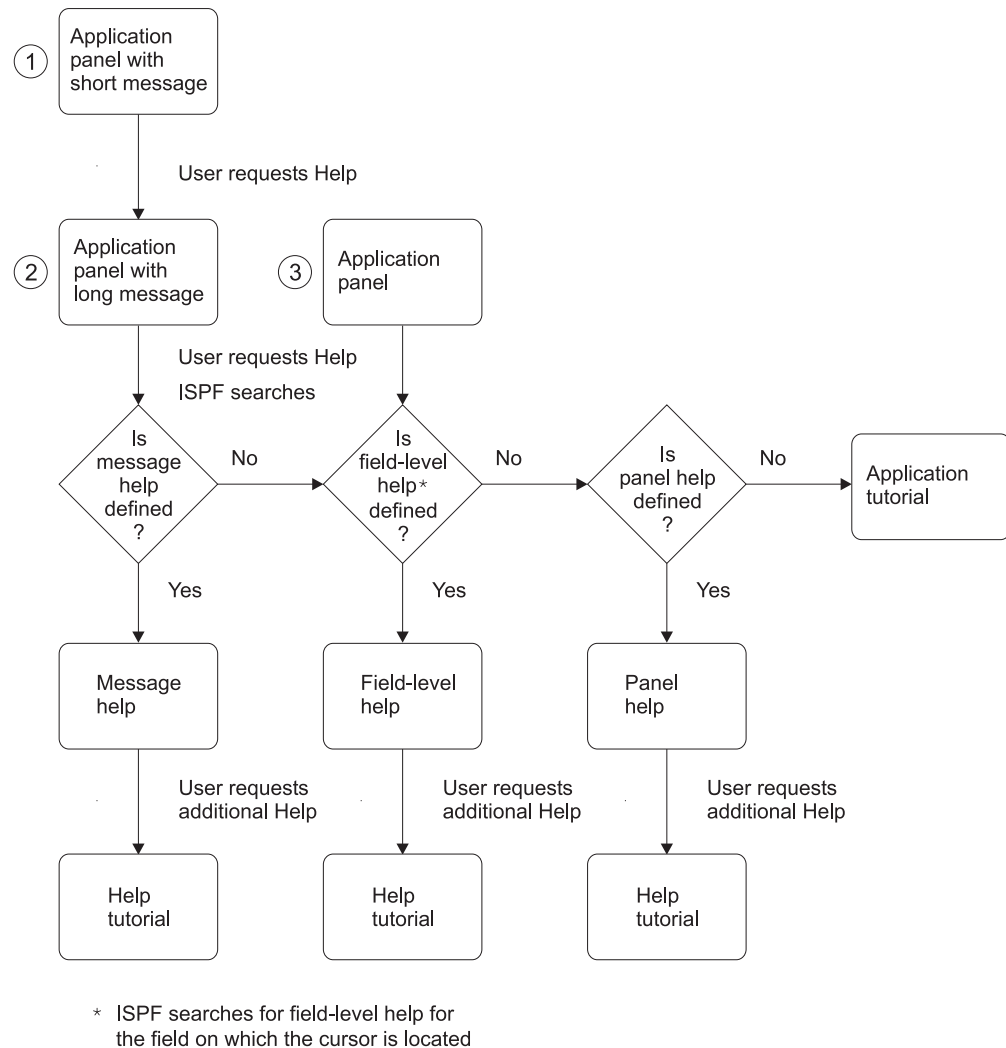 1
Application
panel with
short message
User requests Help
2
Application
panel with
long message
3
Application
panel
User requests Help
ISPF searches
Is
message
help
defined
?
No
Is
field-level
help*
defined
?
No
Is
panel help
defined
?
No
Application
tutorial
Yes
Yes
Yes
Message
help
Field-level
help
Panel
help
User requests
additional Help
User requests
additional Help
User requests
additional Help
Help
tutorial
Help
tutorial
Help
tutorial
* ISPF searches for field-level help for
the field on which the cursor is located